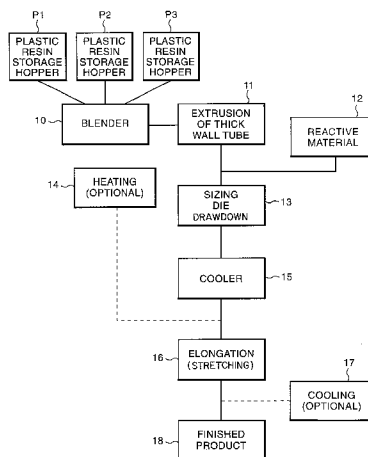 P1
P2
P3
PLASTIC
RESIN
STORAGE
HOPPER
PLASTIC
RESIN
STORAGE
HOPPER
PLASTIC
RESIN
STORAGE
HOPPER
10
BLENDER
11
EXTRUSION
OF THICK
WALL TUBE
12
REACTIVE
MATERIAL
14
HEATING
(OPTIONAL)
SIZING
DIE
DRAWDOWN
13
COOLER
15
16
ELONGATION
(STRETCHING)
17
COOLING
(OPTIONAL)
18
FINISHED
PRODUCT